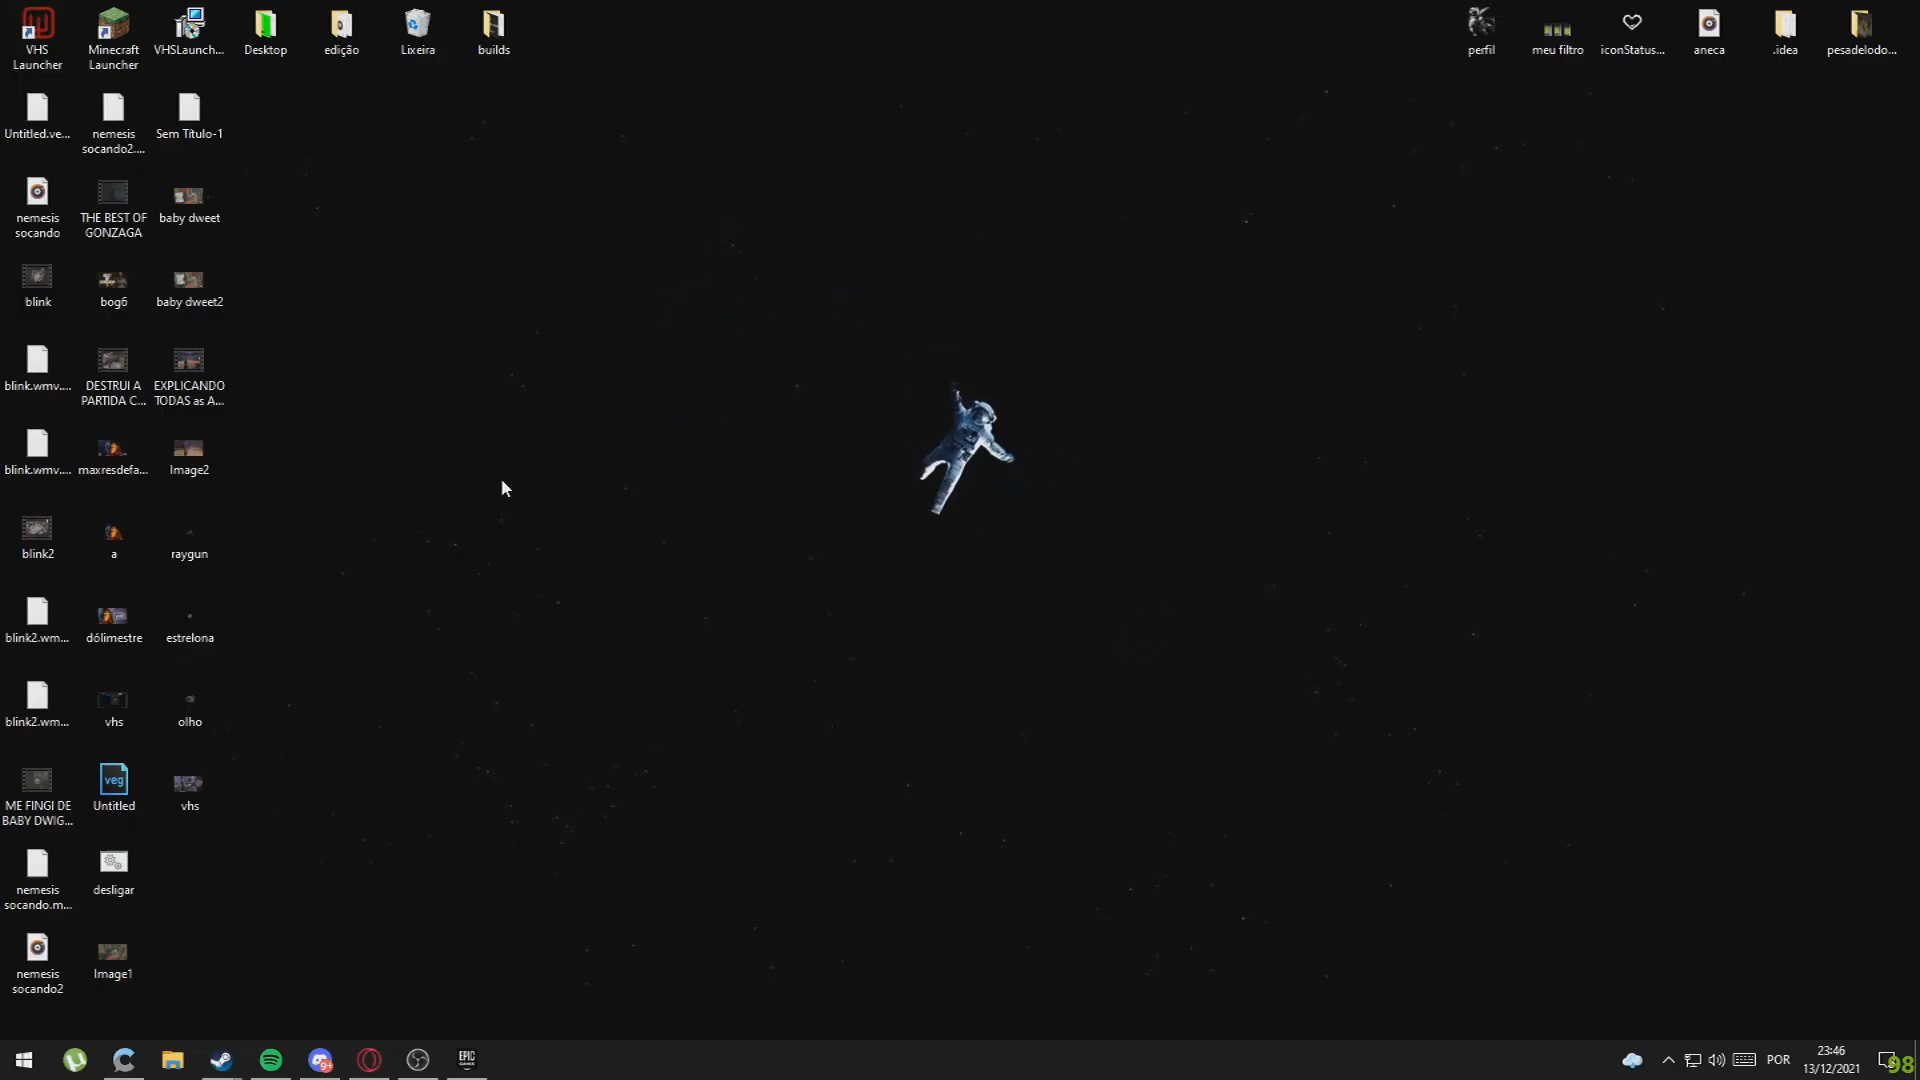 VHS
Launcher
Minecraft
Launcher
VHSLaunch...
Desktop
edição
Lixeira
builds
perfil
meu filtro
iconStatus...
aneca
.idea
pesadelodo...
Untitled.ve...
nemesis
socando2....
Sem Título-1
nemesis
socando
THE BEST OF
GONZAGA
baby dweet
blink
bog6
baby dweet2
blink.wmv....
DESTRUI A
PARTIDA C...
EXPLICANDO
TODAS as A...
blink.wmv....
maxresdefa...
Image2
blink2
a
raygun
blink2.wm...
dólimestre
estrelona
blink2.wm...
vhs
olho
ME FINGI DE
BABY DWIG...
veg
Untitled
vhs
nemesis
socando.m...
desligar
nemesis
socando2
Image1
9+
EPIC
GAMES
POR
23:46
13/12/2021
98